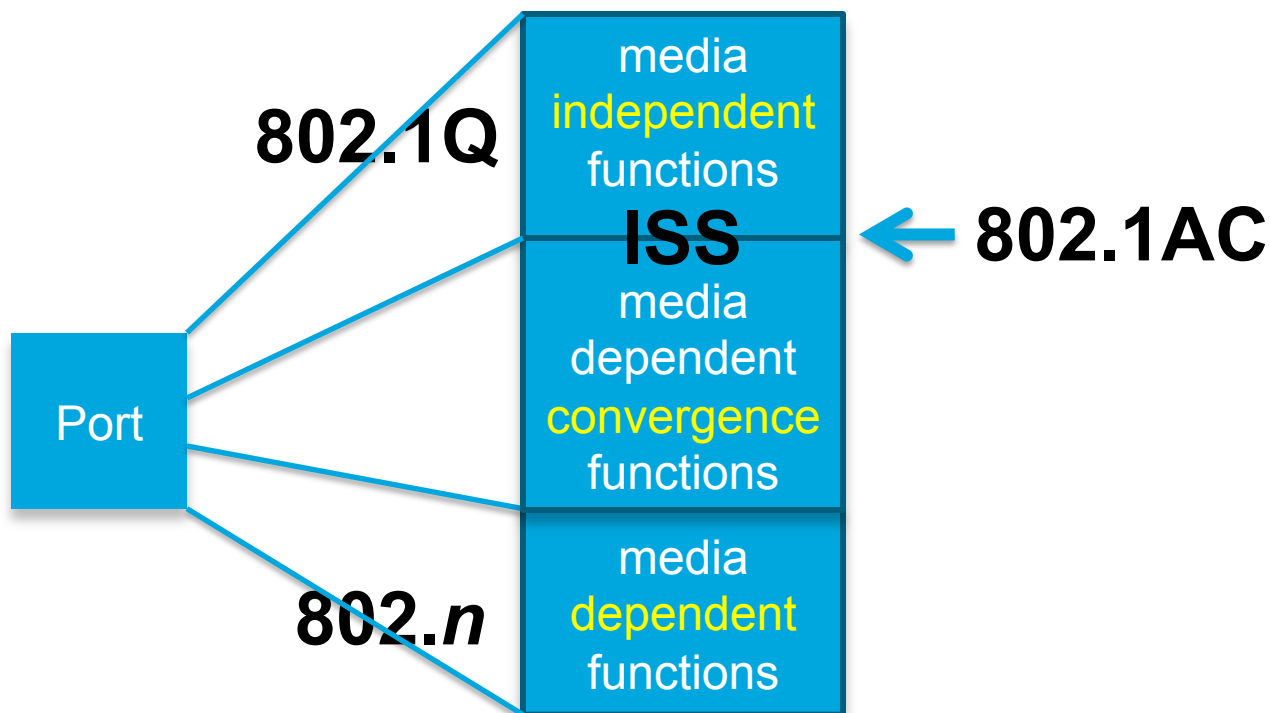 media
independent
functions
802.1Q
ISS
802.1AC
media
dependent
convergence
functions
Port
media
dependent
functions
802.n